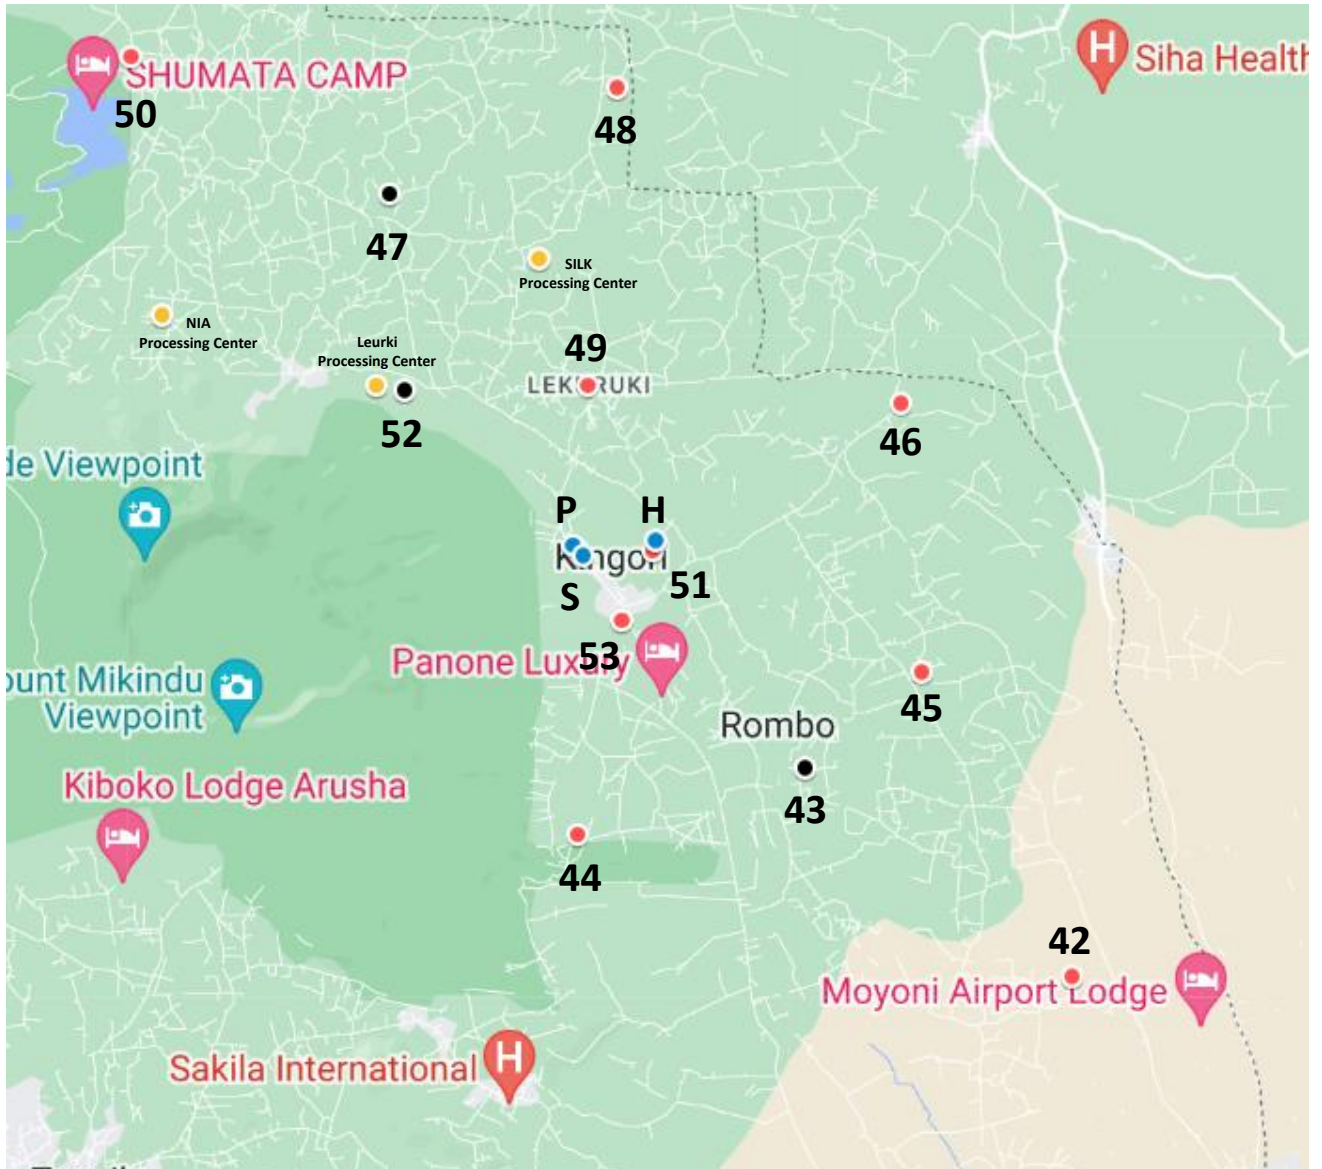 Siha Health
SHUMATA CAMP
50
48
47
SILK
Processing Center
NIA
Processing Center
Leurki
Processing Center
49
52
46
de Viewpoint
P
H
S
51
53
Panone Luxury
ount Mikindu
Viewpoint
45
Rombo
Kiboko Lodge Arusha
43
44
42
Moyoni Airport Lodge
H
Sakila International
H